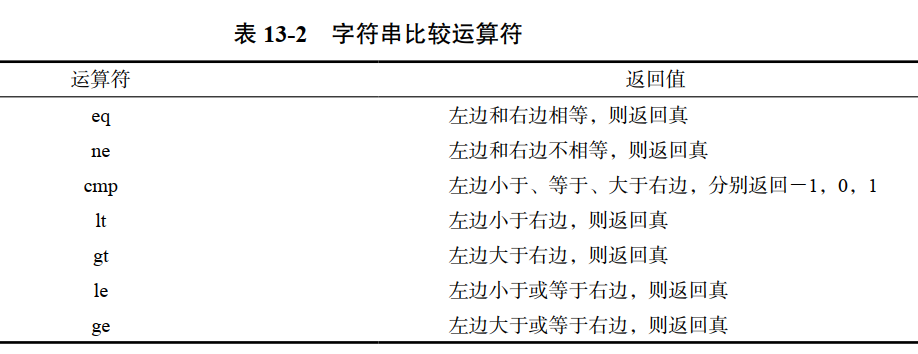 表 13-2 字符串比较运算符
运算符 返回值
eq 左边和右边相等，则返回真
ne 左边和右边不相等，则返回真
cmp 左边小于、等于、大于右边，分别返回－1，0，1
lt 左边小于右边，则返回真
gt 左边大于右边，则返回真
le 左边小于或等于右边，则返回真
ge 左边大于或等于右边，则返回真